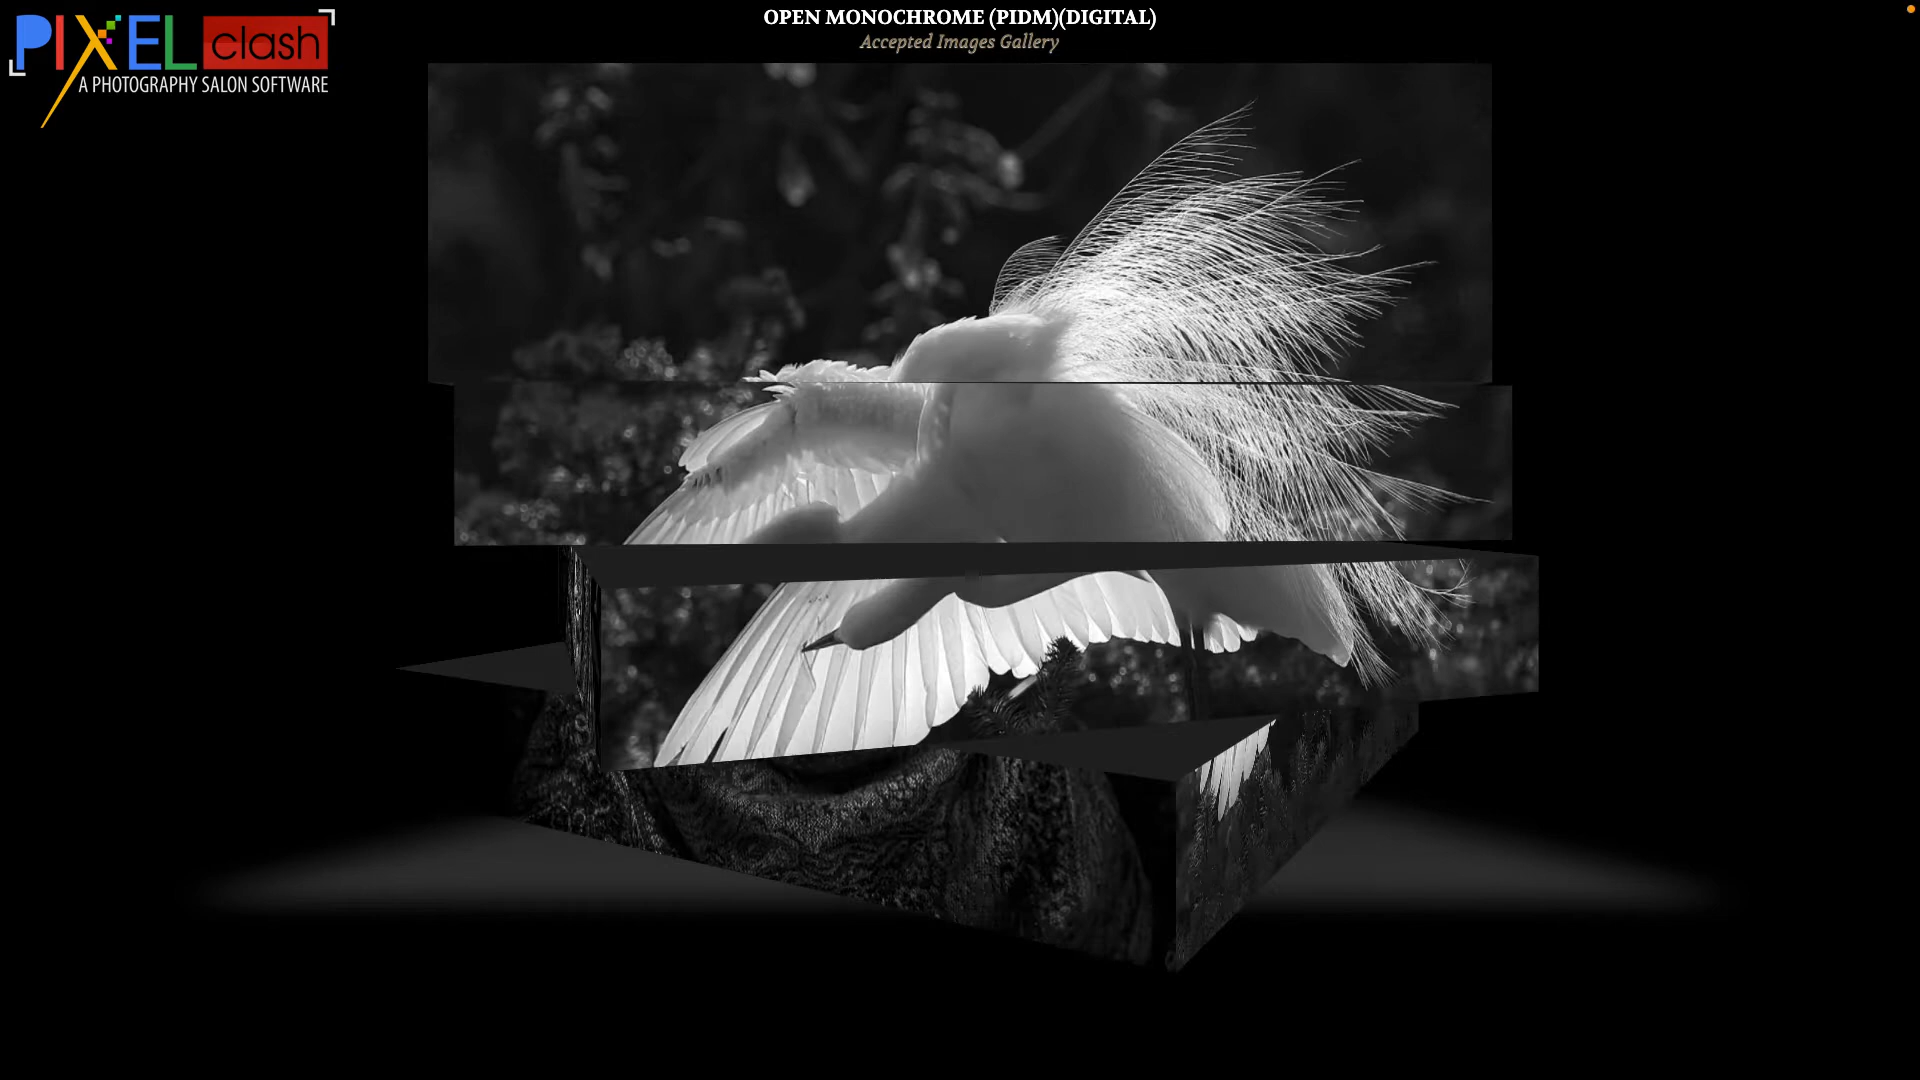 OPEN MONOCHROME (PIDM)(DIGITAL)
Accepted Images Gallery
PIXEL clash
A PHOTOGRAPHY SALON SOFTWARE